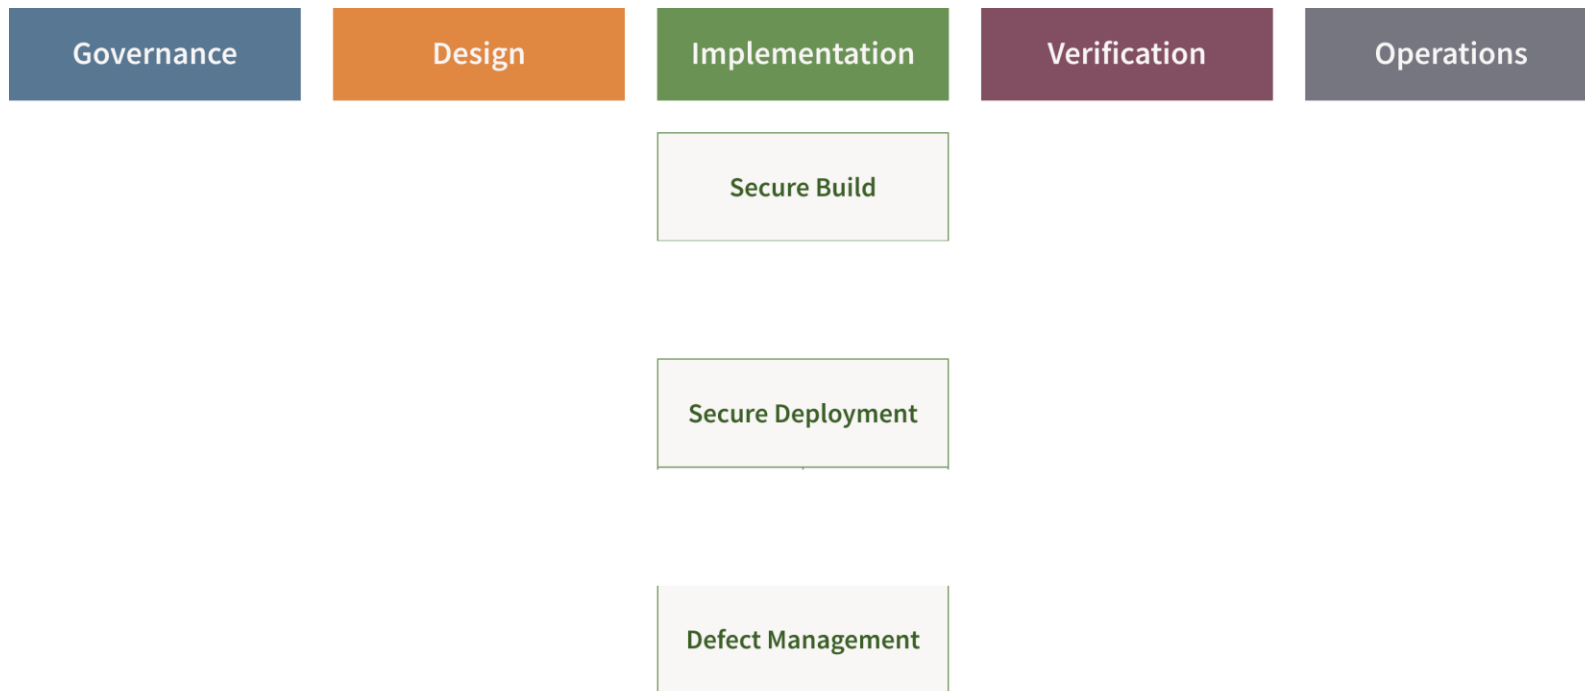 Governance
Design
Implementation
Verification
Operations
Secure Build
Secure Deployment
Defect Management